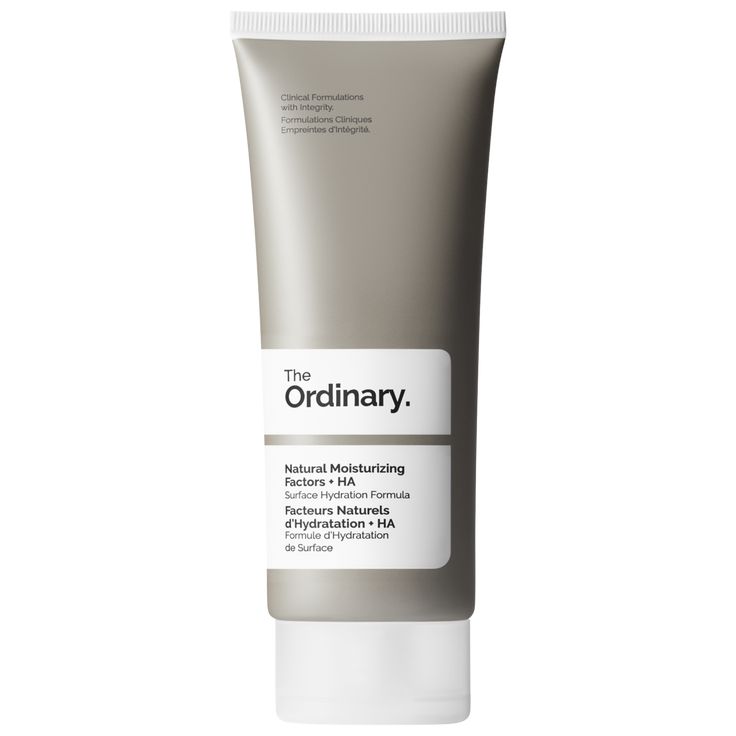 Clinical Formulations
with Integrity.
Formulations Cliniques
Empreintes d'Intégrité.
The
Ordinary.
Natural Moisturizing
Factors + HA
Surface Hydration Formula
Facteurs Naturels
d'Hydratation + HA
Formule d'Hydratation
de Surface